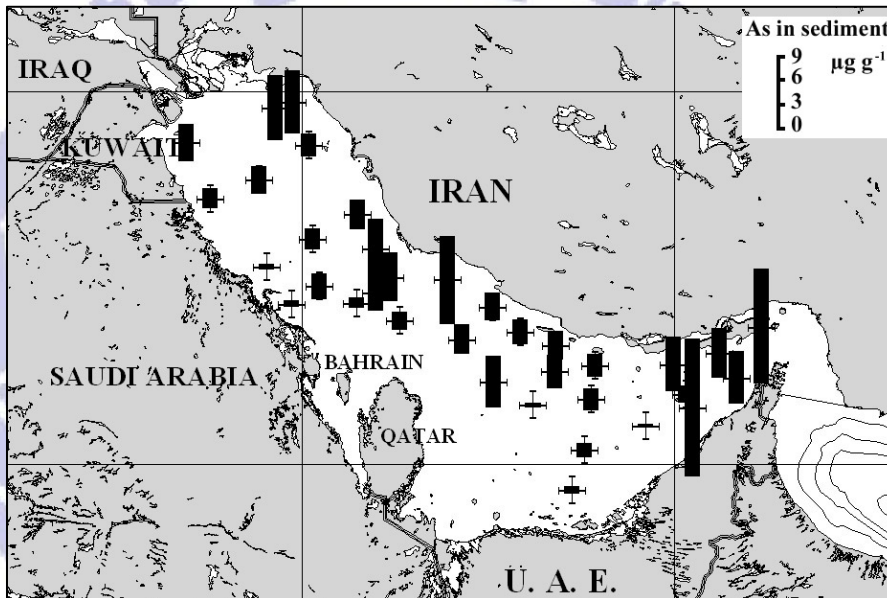 As in sediment
9
µg g⁻¹
6
3
0
IRAQ
KUWAIT
IRAN
BAHRAIN
SAUDI ARABIA
QATAR
U. A. E.